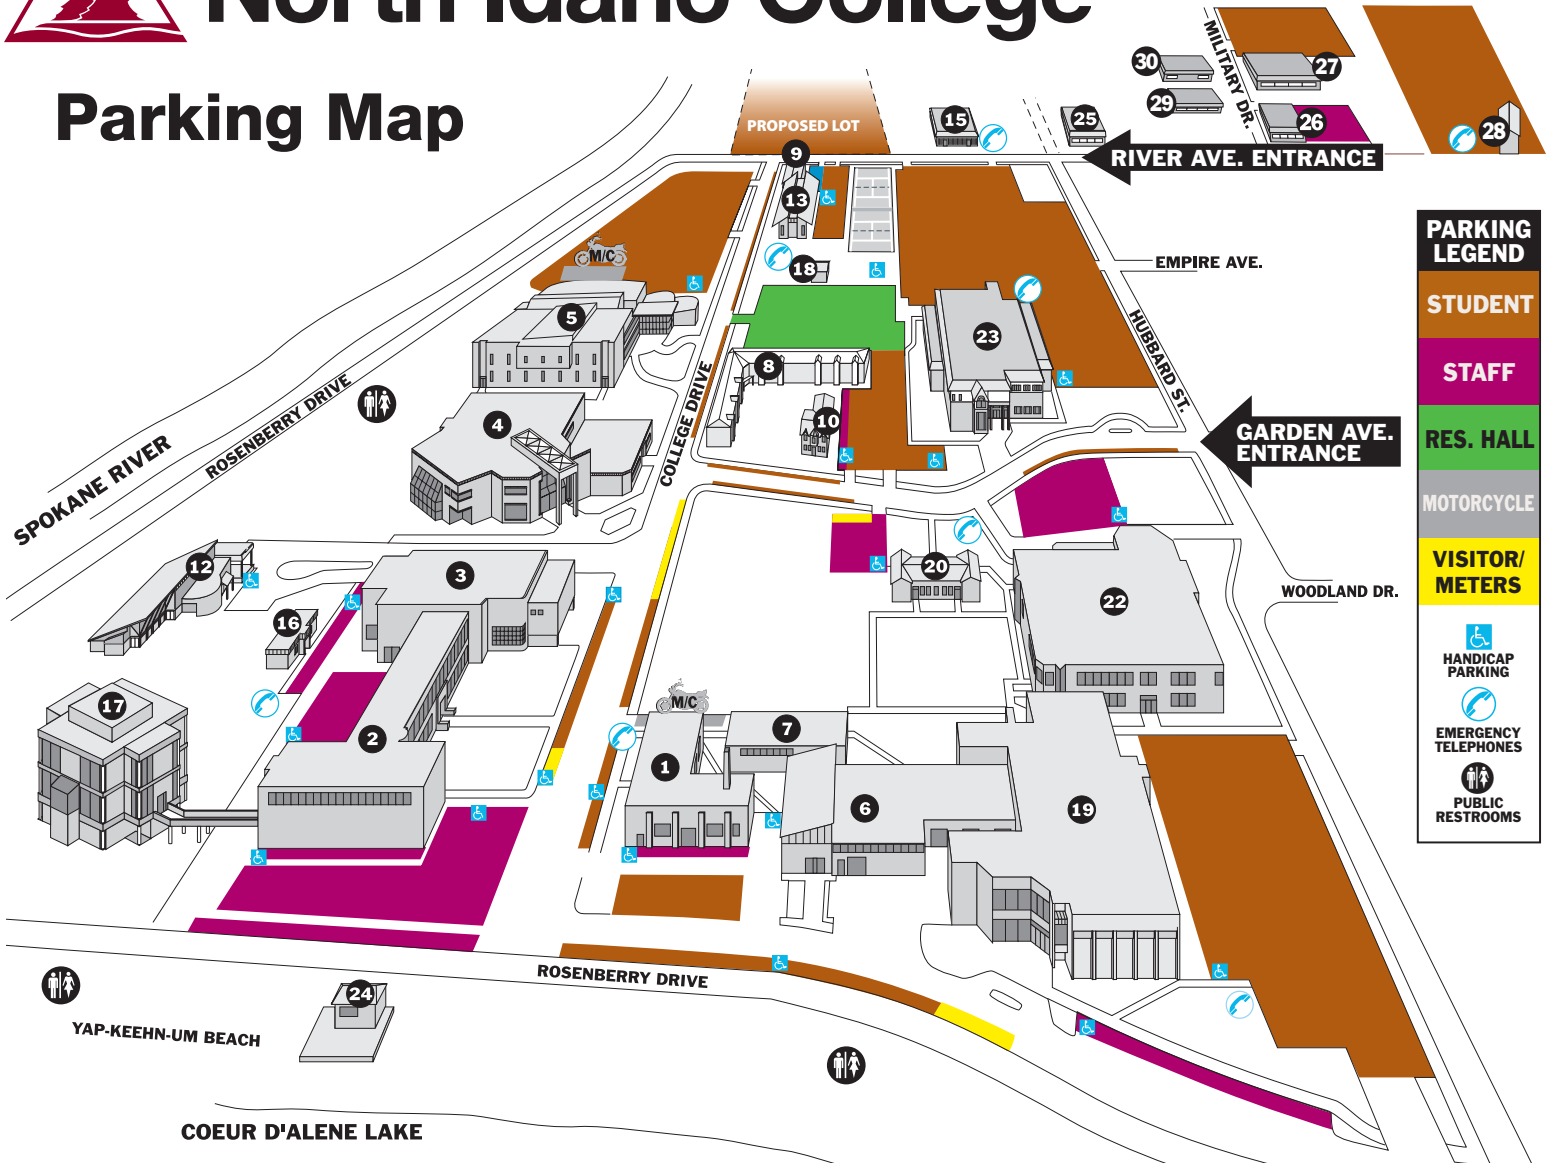 North Idaho College
Parking Map
MILITARY DR.
30
27
29
26
28
15
25
PROPOSED LOT
9
RIVER AVE. ENTRANCE
13
PARKING
LEGEND
STUDENT
STAFF
RES. HALL
MOTORCYCLE
VISITOR/
METERS
HANDICAP
PARKING
EMERGENCY
TELEPHONES
PUBLIC
RESTROOMS
M/C
18
EMPIRE AVE.
5
23
HUBBARD ST.
8
COLLEGE DRIVE
ROSENBERRY DRIVE
4
10
GARDEN AVE.
ENTRANCE
SPOKANE RIVER
12
3
20
22
WOODLAND DR.
16
17
2
M/C
7
1
6
19
ROSENBERRY DRIVE
24
YAP-KEEHN-UM BEACH
COEUR D'ALENE LAKE